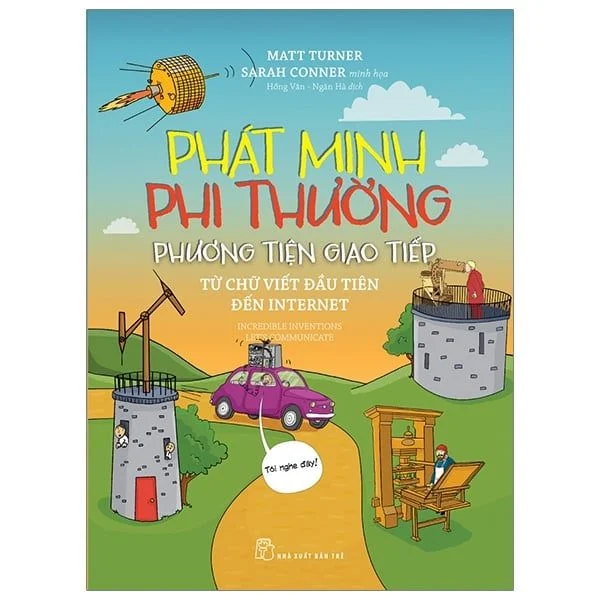 MATT TURNER
SARAH CONNER minh họa
Hồng Vân - Ngân Hà dịch
PHÁT MINH
PHI THƯỜNG
PHƯƠNG TIỆN GIAO TIẾP
TỪ CHỮ VIẾT ĐẦU TIÊN
ĐẾN INTERNET
INCREDIBLE INVENTIONS
LET'S COMMUNICATE
Tôi nghe đây!
NHÀ XUẤT BẢN TRẺ